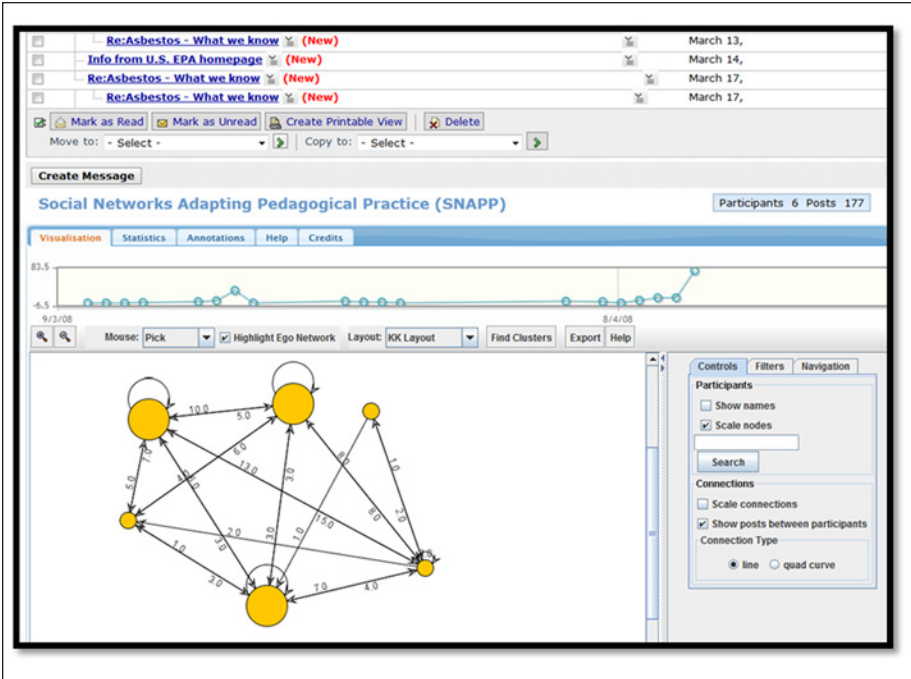 Re:Asbestos - What we know (New) March 13,
Info from U.S. EPA homepage (New) March 14,
Re:Asbestos - What we know (New) March 17,
Re:Asbestos - What we know (New) March 17,
Mark as Read Mark as Unread Create Printable View Delete
Move to: - Select - Copy to: - Select -
Create Message
Social Networks Adapting Pedagogical Practice (SNAPP) Participants 6 Posts 177
Visualisation Statistics Annotations Help Credits
83.5
-6.5
9/3/08 8/4/08
Mouse: Pick Highlight Ego Network Layout: KK Layout Find Clusters Export Help
Controls Filters Navigation
Participants
Show names
Scale nodes
Search
Connections
Scale connections
Show posts between participants
Connection Type
line quad curve
10.0 5.0
6.0
7.0
5.0
13.0
3.0
8.0
1.0
15.0
8.0
2.0
2.0
3.0
3.0
1.0
1.0
3.0
7.0 4.0